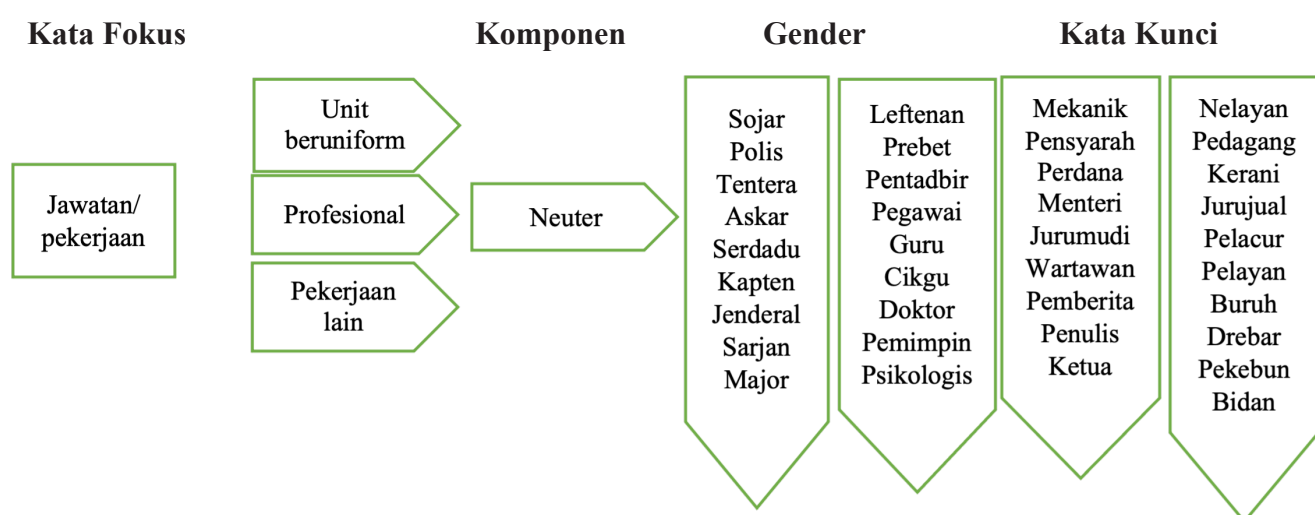 Kata Fokus
Komponen
Gender
Kata Kunci
Jawatan/
pekerjaan
Unit
beruniform
Profesional
Pekerjaan
lain
Neuter
Sojar
Polis
Tentera
Askar
Serdadu
Kapten
Jenderal
Sarjan
Major
Leftenan
Prebet
Pentadbir
Pegawai
Guru
Cikgu
Doktor
Pemimpin
Psikologis
Mekanik
Pensyarah
Perdana
Menteri
Jurumudi
Wartawan
Pemberita
Penulis
Ketua
Nelayan
Pedagang
Kerani
Jurujual
Pelacur
Pelayan
Buruh
Drebar
Pekebun
Bidan